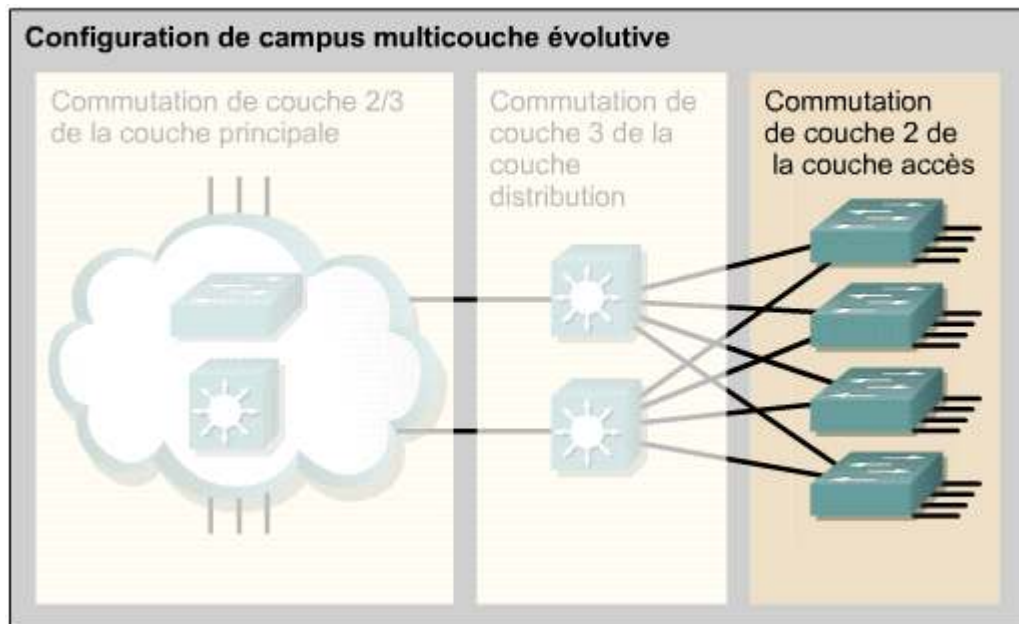 Configuration de campus multicouche évolutive
Commutation de couche 2/3
de la couche principale
Commutation de
couche 3 de la
couche
distribution
Commutation
de couche 2 de
la couche accès